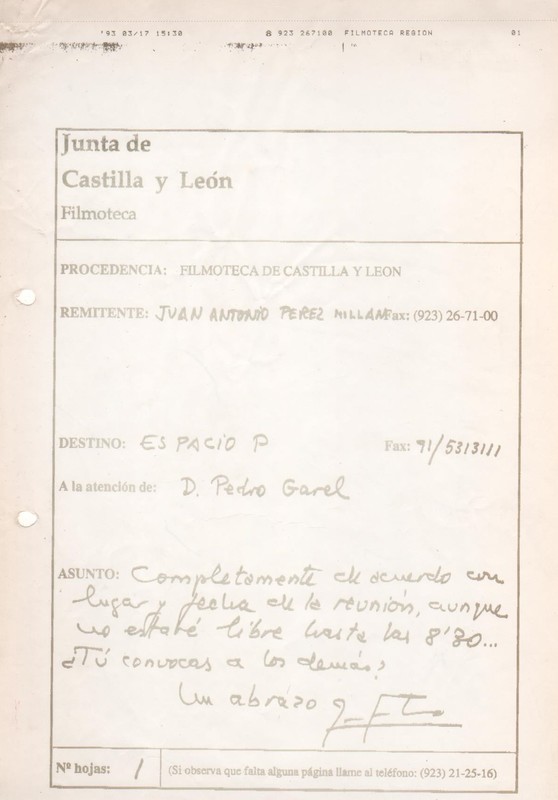 '93 03/17 15:30 8 923 267100 FILMOTECA REGION 01
Junta de
Castilla y León
Filmoteca
PROCEDENCIA: FILMOTECA DE CASTILLA Y LEON
REMITENTE: JUAN ANTONIO PEREZ MILLAN Fax: (923) 26-71-00
DESTINO: ESPACIO P Fax: 91/5313111
A la atención de: D. Pedro Garel
ASUNTO: Completamente de acuerdo con
lugar y fecha de la reunión, aunque
no estaré libre hasta las 8'30...
¿Tú convocas a los demás?
Un abrazo
Nº hojas: 1 (Si observa que falta alguna página llame al teléfono: (923) 21-25-16)